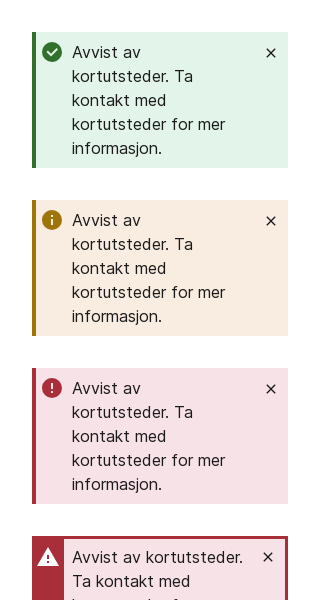 Avvist av
kortutsteder. Ta
kontakt med
kortutsteder for mer
informasjon.
Avvist av
kortutsteder. Ta
kontakt med
kortutsteder for mer
informasjon.
Avvist av
kortutsteder. Ta
kontakt med
kortutsteder for mer
informasjon.
Avvist av kortutsteder.
Ta kontakt med